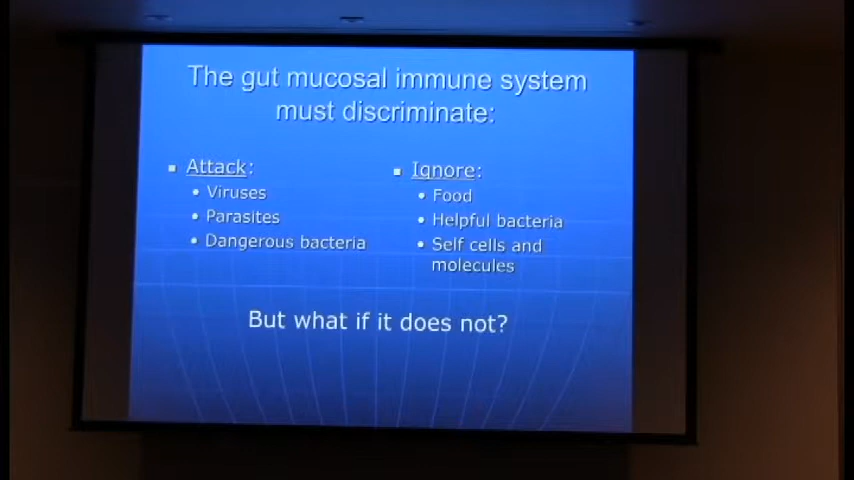 The gut mucosal immune system
must discriminate:
Attack:
Viruses
Parasites
Dangerous bacteria
Ignore:
Food
Helpful bacteria
Self cells and
molecules
But what if it does not?